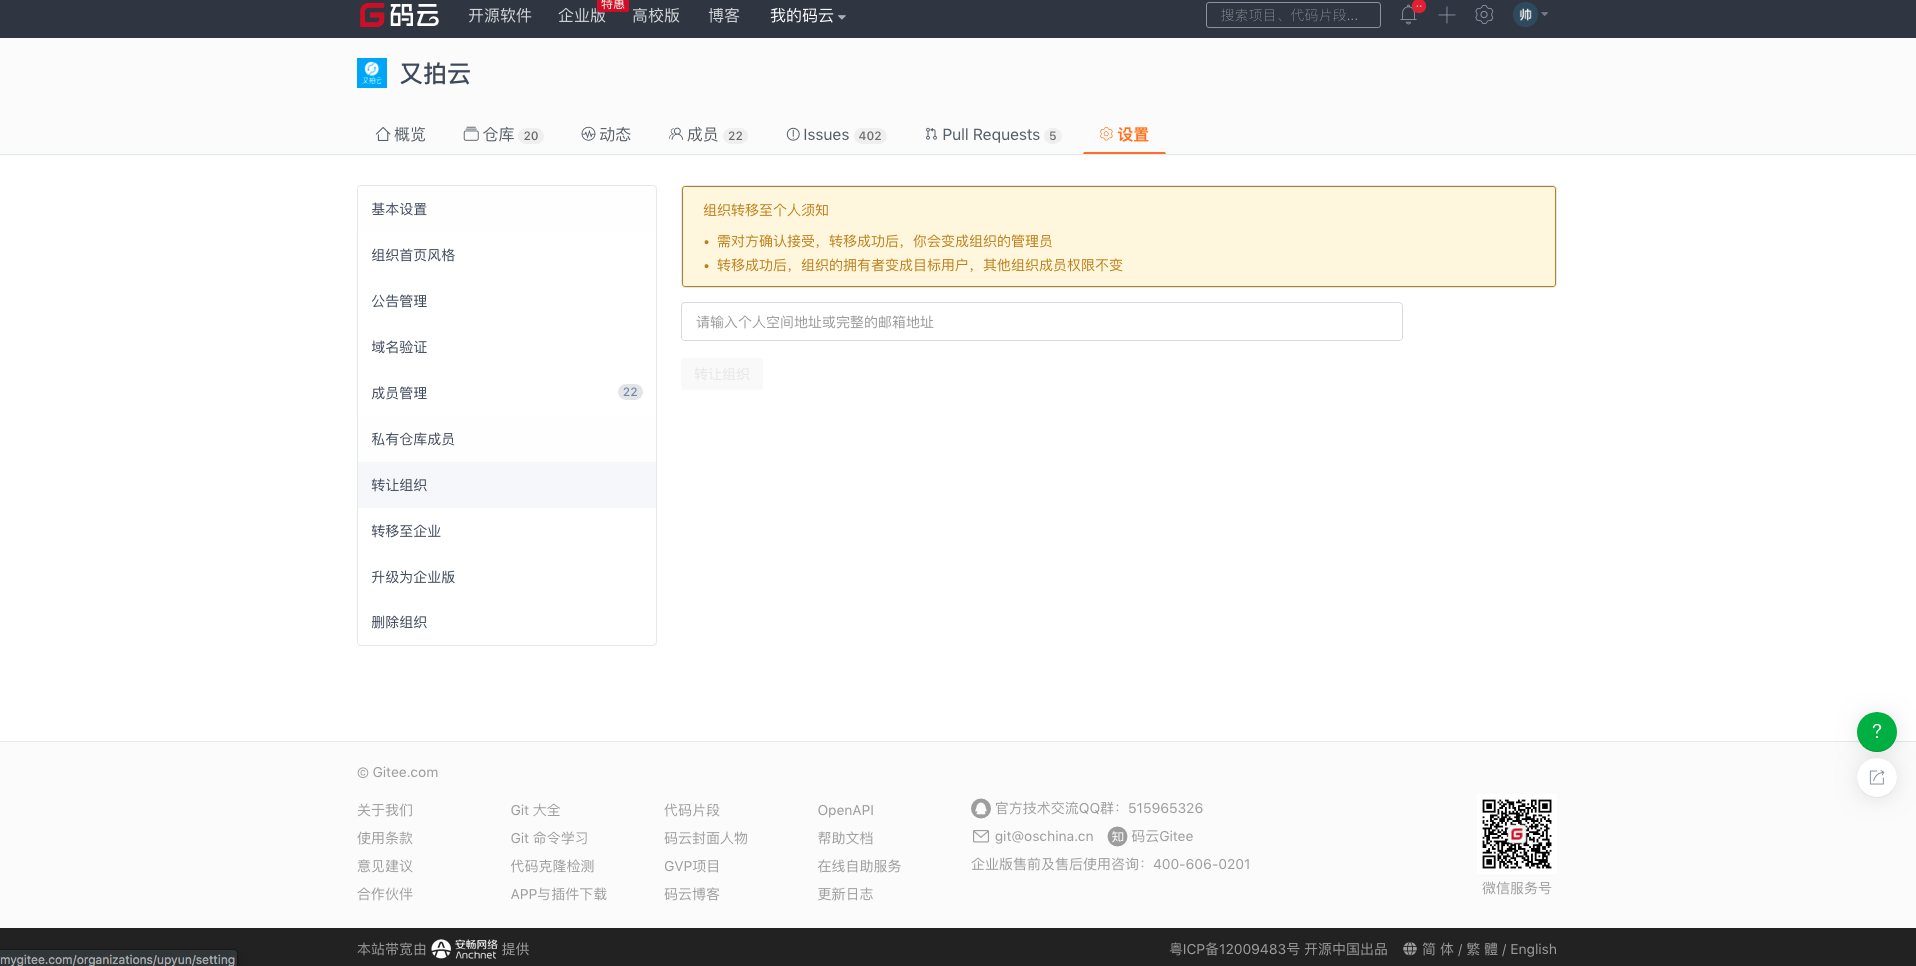 G码云 开源软件 企业版 特惠 高校版 博客 我的码云 搜索项目、代码片段... 帅
又拍云 又拍云
概览 仓库 20 动态 成员 22 Issues 402 Pull Requests 5 设置
基本设置
组织首页风格
公告管理
域名验证
成员管理 22
私有仓库成员
转让组织
转移至企业
升级为企业版
删除组织
组织转移至个人须知
• 需对方确认接受，转移成功后，你会变成组织的管理员
• 转移成功后，组织的拥有者变成目标用户，其他组织成员权限不变
请输入个人空间地址或完整的邮箱地址
转让组织
?
© Gitee.com
关于我们 Git 大全 代码片段 OpenAPI 官方技术交流QQ群：515965326
使用条款 Git 命令学习 码云封面人物 帮助文档 git@oschina.cn 知 码云Gitee
意见建议 代码克隆检测 GVP项目 在线自助服务 企业版售前及售后使用咨询：400-606-0201
合作伙伴 APP与插件下载 码云博客 更新日志
G
微信服务号
本站带宽由 安畅网络 Anchnet 提供 粤ICP备12009483号 开源中国出品 简 体 / 繁 體 / English
mygitee.com/organizations/upyun/setting